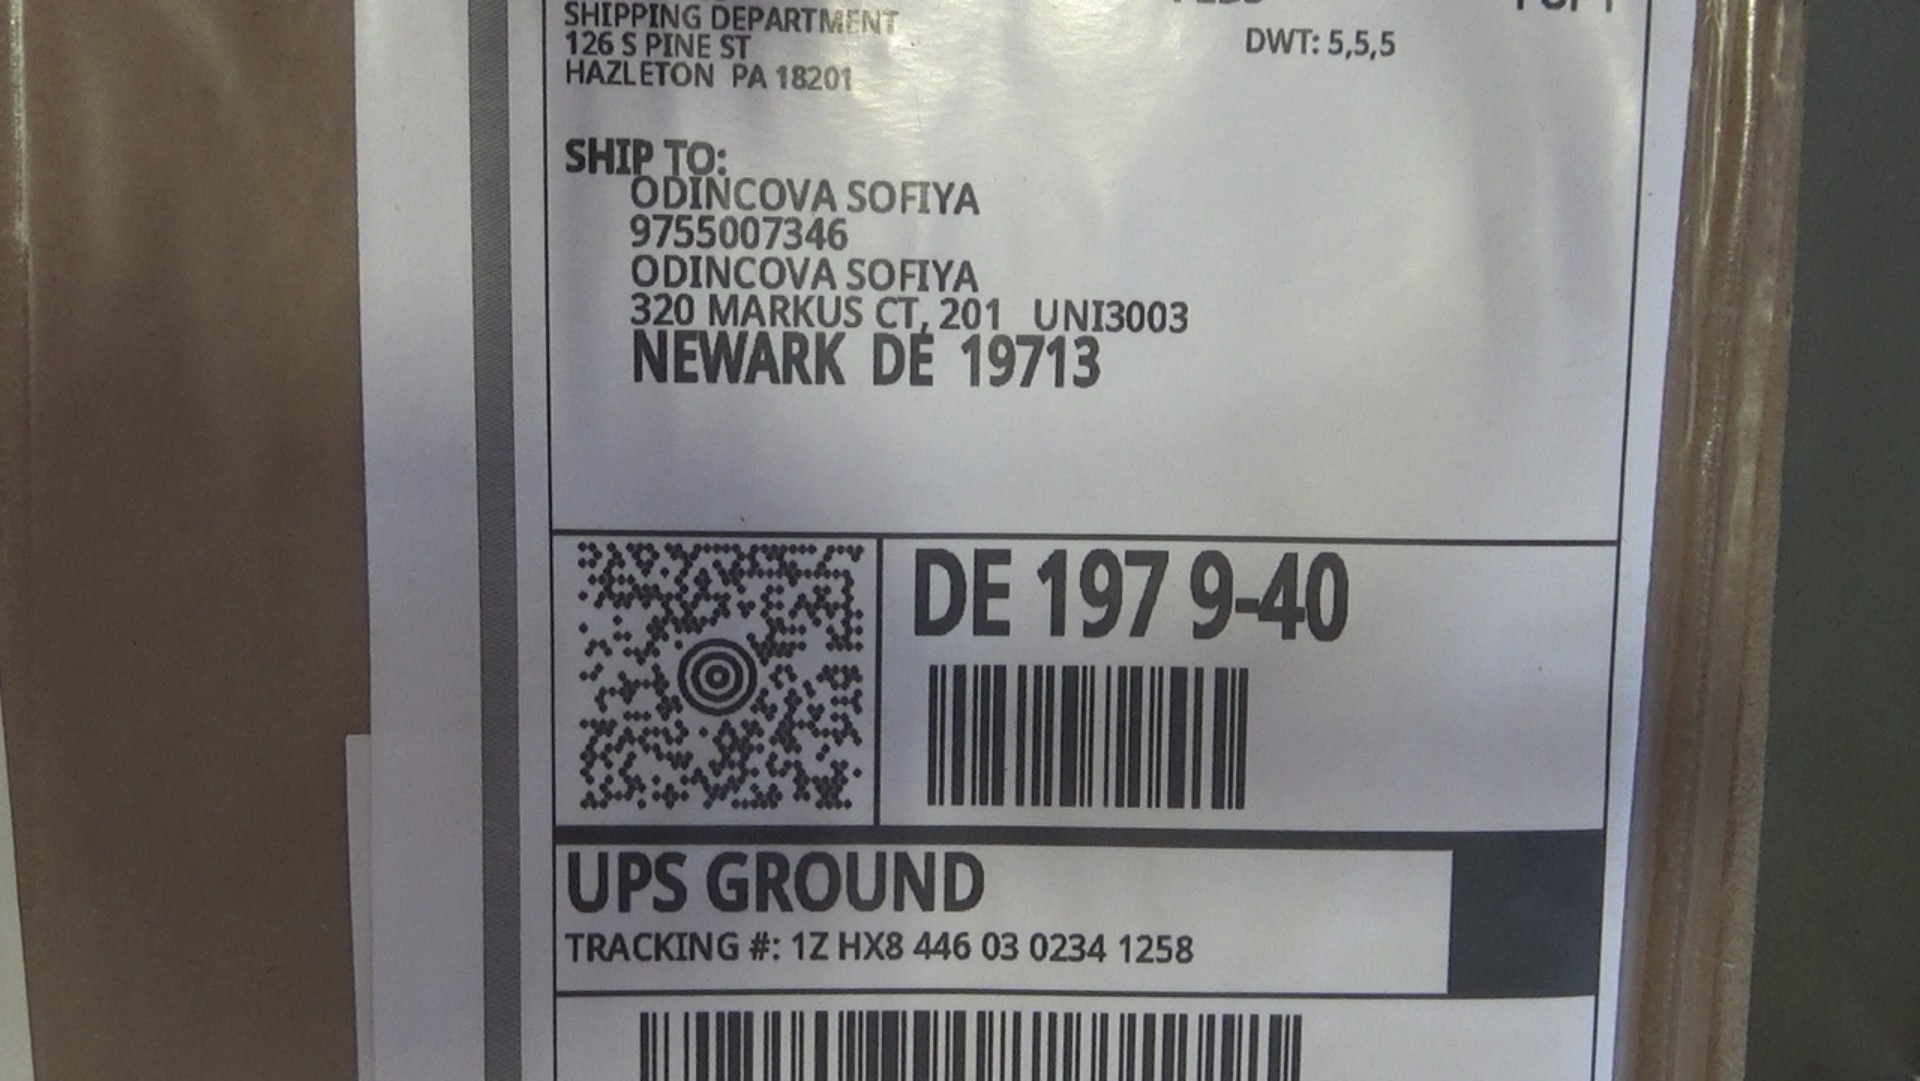 SHIPPING DEPARTMENT
126 S PINE ST
HAZLETON PA 18201
DWT: 5,5,5
SHIP TO:
ODINCOVA SOFIYA
9755007346
ODINCOVA SOFIYA
320 MARKUS CT, 201 UNI3003
NEWARK DE 19713
DE 197 9-40
UPS GROUND
TRACKING #: 1Z HX8 446 03 0234 1258